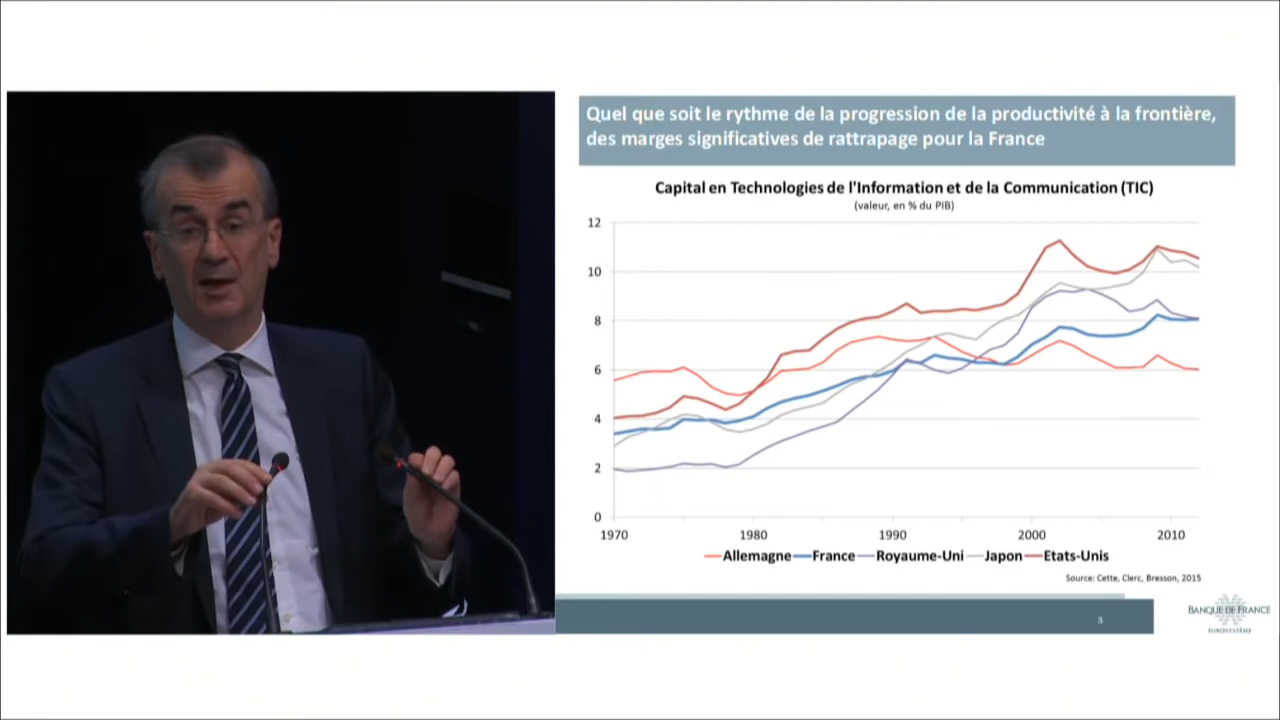 Quel que soit le rythme de la progression de la productivité à la frontière,
des marges significatives de rattrapage pour la France
Capital en Technologies de l'Information et de la Communication (TIC)
(valeur, en % du PIB)
12
10
8
6
4
2
0
1970 1980 1990 2000 2010
Allemagne France Royaume-Uni Japon Etats-Unis
Source: Cette, Clerc, Bresson, 2015
3
BANQUE DE FRANCE
EUROSYSTÈME